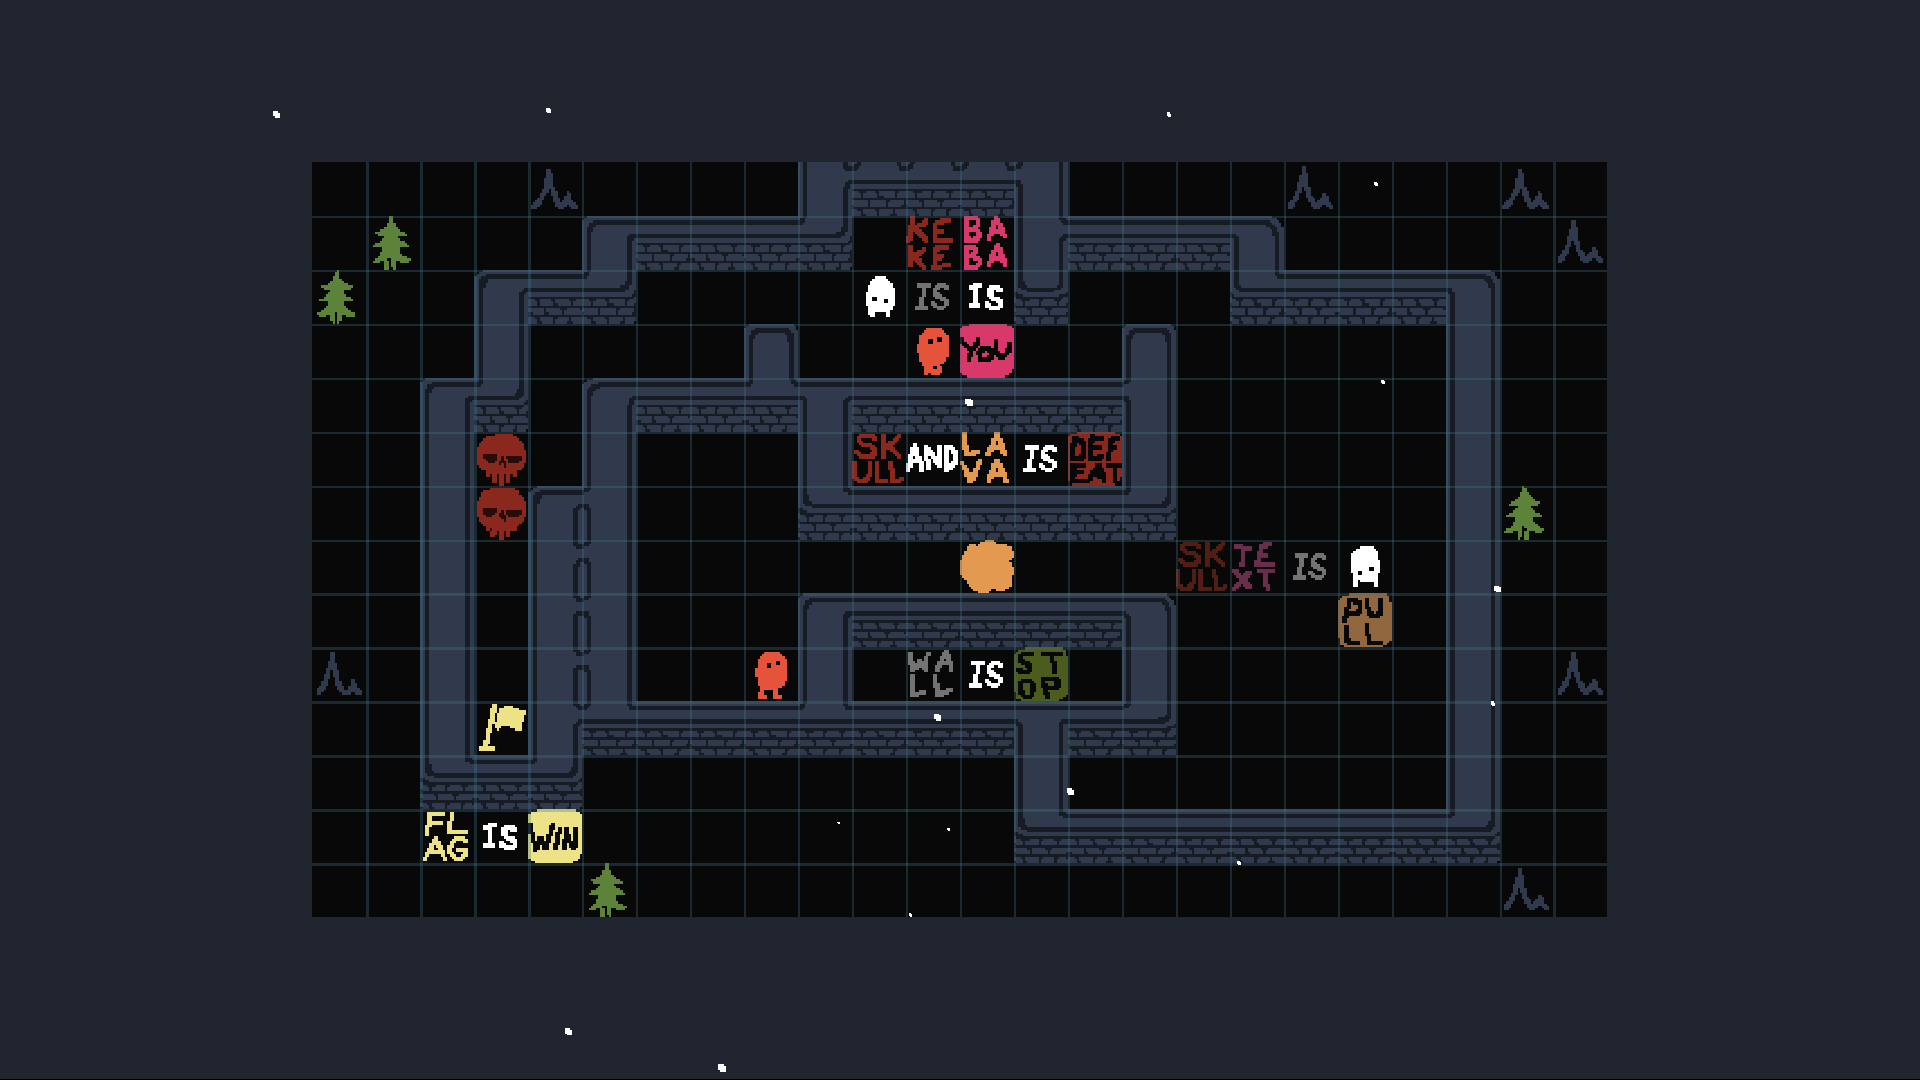 KEKE BABA
IS IS
YOU
SKULL AND LAVA IS DEFEAT
SKULL TEXT IS
PULL
WALL IS STOP
FLAG IS WIN